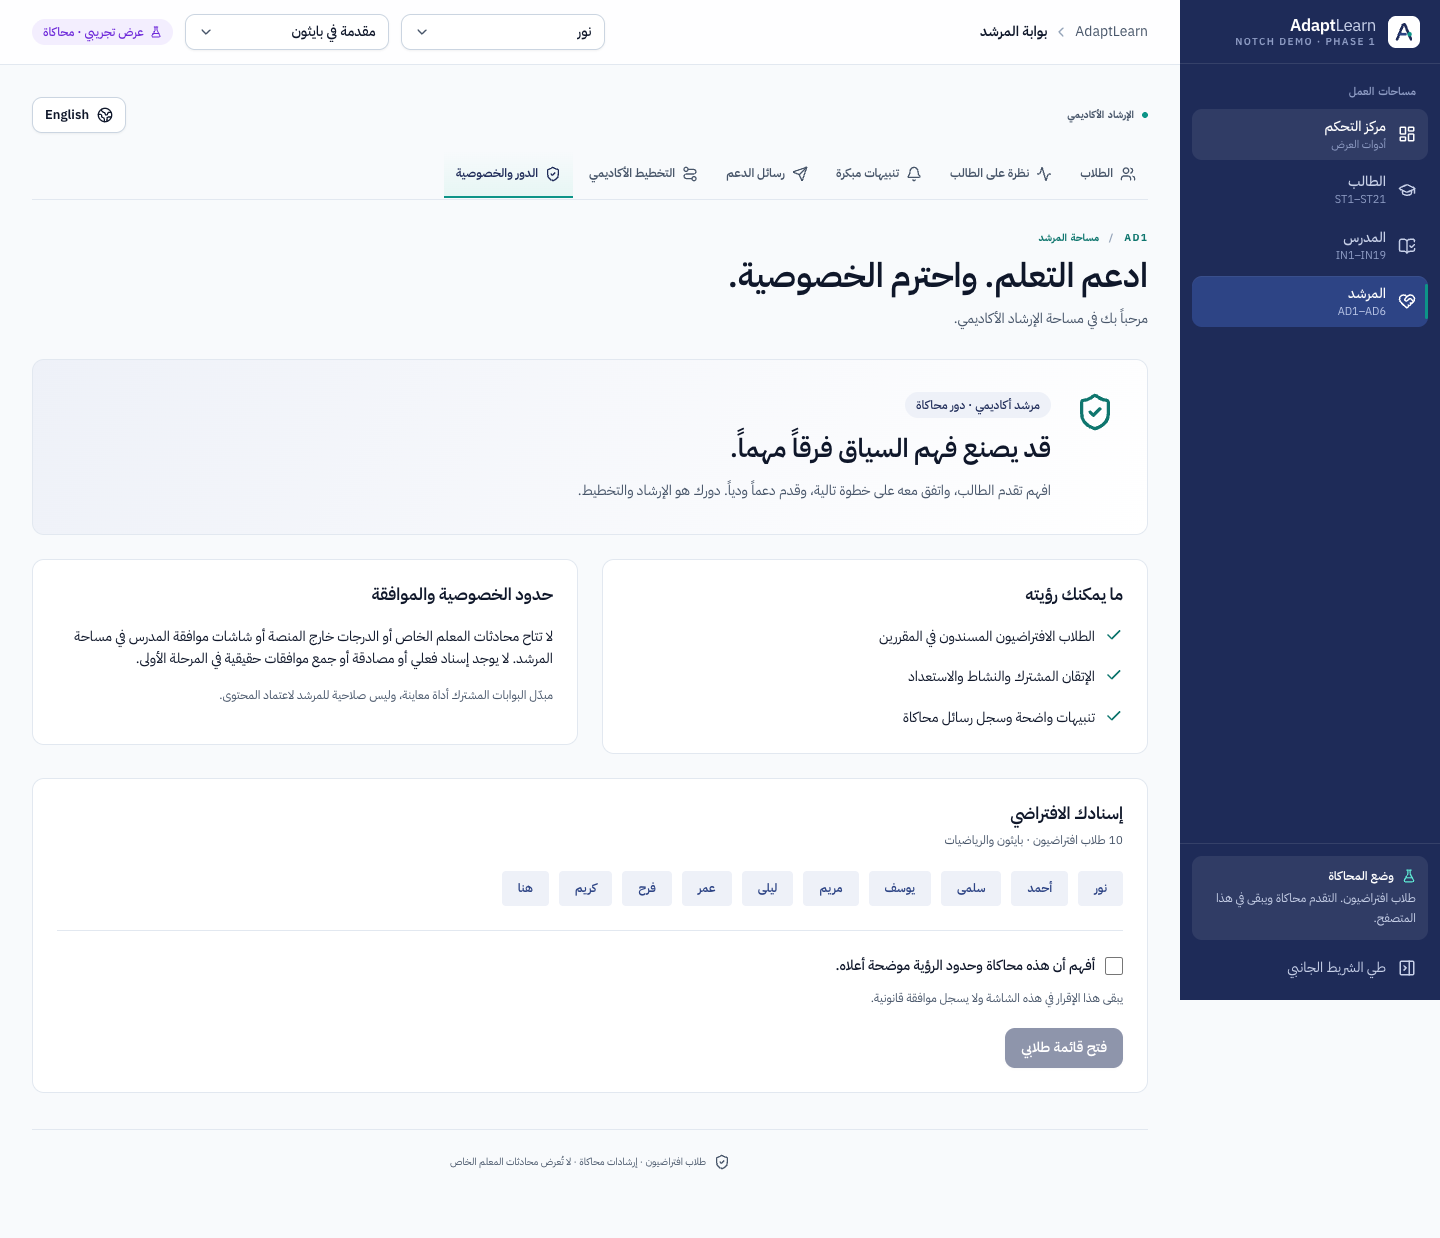 AdaptLearn
NOTCH DEMO · PHASE 1
مساحات العمل
مركز التحكم
أدوات العرض
الطالب
ST1–ST21
المدرس
IN1–IN19
المرشد
AD1–AD6
وضع المحاكاة
طلاب افتراضيون. التقدم محاكاة ويبقى في هذا
المتصفح.
طي الشريط الجانبي
AdaptLearn
بوابة المرشد
نور
مقدمة في بايثون
عرض تجريبي · محاكاة
الإرشاد الأكاديمي
English
الطلاب
نظرة على الطالب
تنبيهات مبكرة
رسائل الدعم
التخطيط الأكاديمي
الدور والخصوصية
AD1 / مساحة المرشد
ادعم التعلم. واحترم الخصوصية.
مرحباً بك في مساحة الإرشاد الأكاديمي.
مرشد أكاديمي · دور محاكاة
قد يصنع فهم السياق فرقاً مهماً.
افهم تقدم الطالب، واتفق معه على خطوة تالية، وقدم دعماً ودياً. دورك هو الإرشاد والتخطيط.
ما يمكنك رؤيته
الطلاب الافتراضيون المسندون في المقررين
الإتقان المشترك والنشاط والاستعداد
تنبيهات واضحة وسجل رسائل محاكاة
حدود الخصوصية والموافقة
لا تتاح محادثات المعلم الخاص أو الدرجات خارج المنصة أو شاشات موافقة المدرس في مساحة
المرشد. لا يوجد إسناد فعلي أو مصادقة أو جمع موافقات حقيقية في المرحلة الأولى.
مبدّل البوابات المشترك أداة معاينة، وليس صلاحية للمرشد لاعتماد المحتوى.
إسنادك الافتراضي
10 طلاب افتراضيون · بايثون والرياضيات
نور
أحمد
سلمى
يوسف
مريم
ليلى
عمر
فرح
كريم
هنا
أفهم أن هذه محاكاة وحدود الرؤية موضحة أعلاه.
يبقى هذا الإقرار في هذه الشاشة ولا يسجل موافقة قانونية.
فتح قائمة طلابي
طلاب افتراضيون · إرشادات محاكاة · لا تُعرض محادثات المعلم الخاص